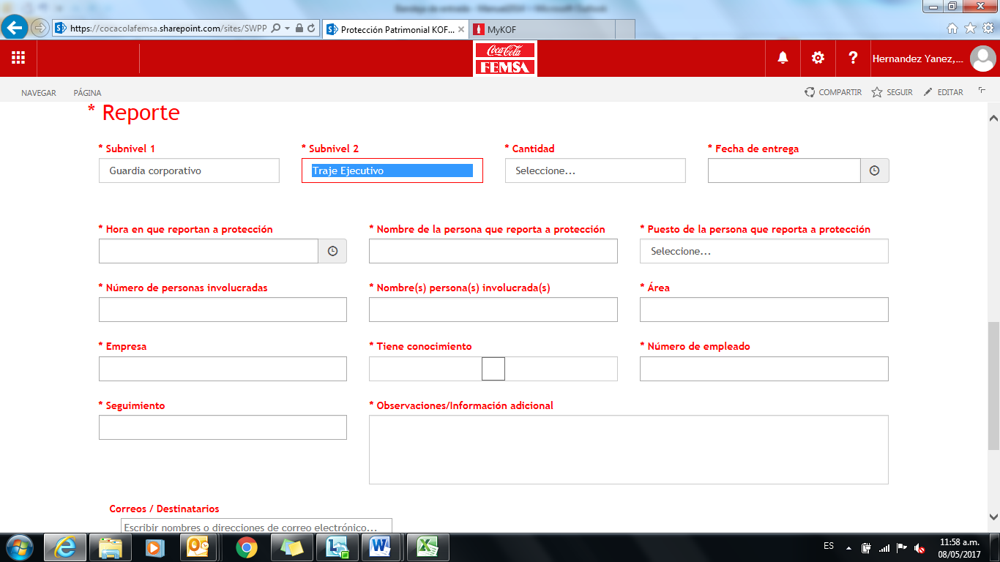 Bandeja de entrada - Manual2014 - Microsoft Outlook
https://cocacolafemsa.sharepoint.com/sites/SWPP
Protección Patrimonial KOF...
MyKOF
Coca-Cola
FEMSA
Hernandez Yanez,...
NAVEGAR PÁGINA
COMPARTIR SEGUIR EDITAR
* Reporte
* Subnivel 1 * Subnivel 2 * Cantidad * Fecha de entrega
Guardia corporativo Traje Ejecutivo Seleccione...
* Hora en que reportan a protección * Nombre de la persona que reporta a protección * Puesto de la persona que reporta a protección
Seleccione...
* Número de personas involucradas * Nombre(s) persona(s) involucrada(s) * Área
* Empresa * Tiene conocimiento * Número de empleado
* Seguimiento * Observaciones/Información adicional
Correos / Destinatarios
Escribir nombres o direcciones de correo electrónico...
ES
11:58 a.m.
08/05/2017